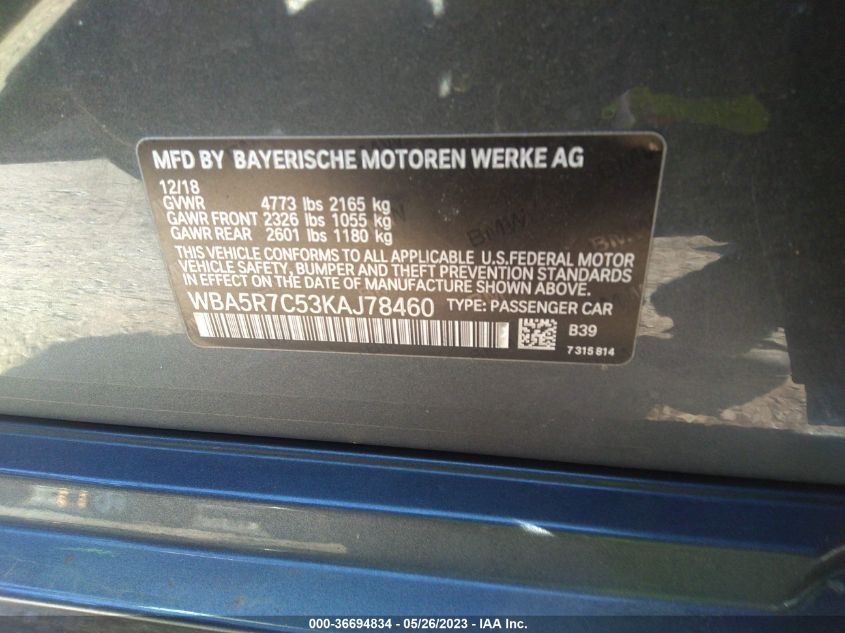 MFD BY BAYERISCHE MOTOREN WERKE AG
12/18
GVWR 4773 lbs 2165 kg
GAWR FRONT 2326 lbs 1055 kg
GAWR REAR 2601 lbs 1180 kg
THIS VEHICLE CONFORMS TO ALL APPLICABLE U.S.FEDERAL MOTOR
VEHICLE SAFETY, BUMPER AND THEFT PREVENTION STANDARDS
IN EFFECT ON THE DATE OF MANUFACTURE SHOWN ABOVE.
WBA5R7C53KAJ78460 TYPE: PASSENGER CAR
B39
7 315 814
BMW
BMW
000-36694834 - 05/26/2023 - IAA Inc.